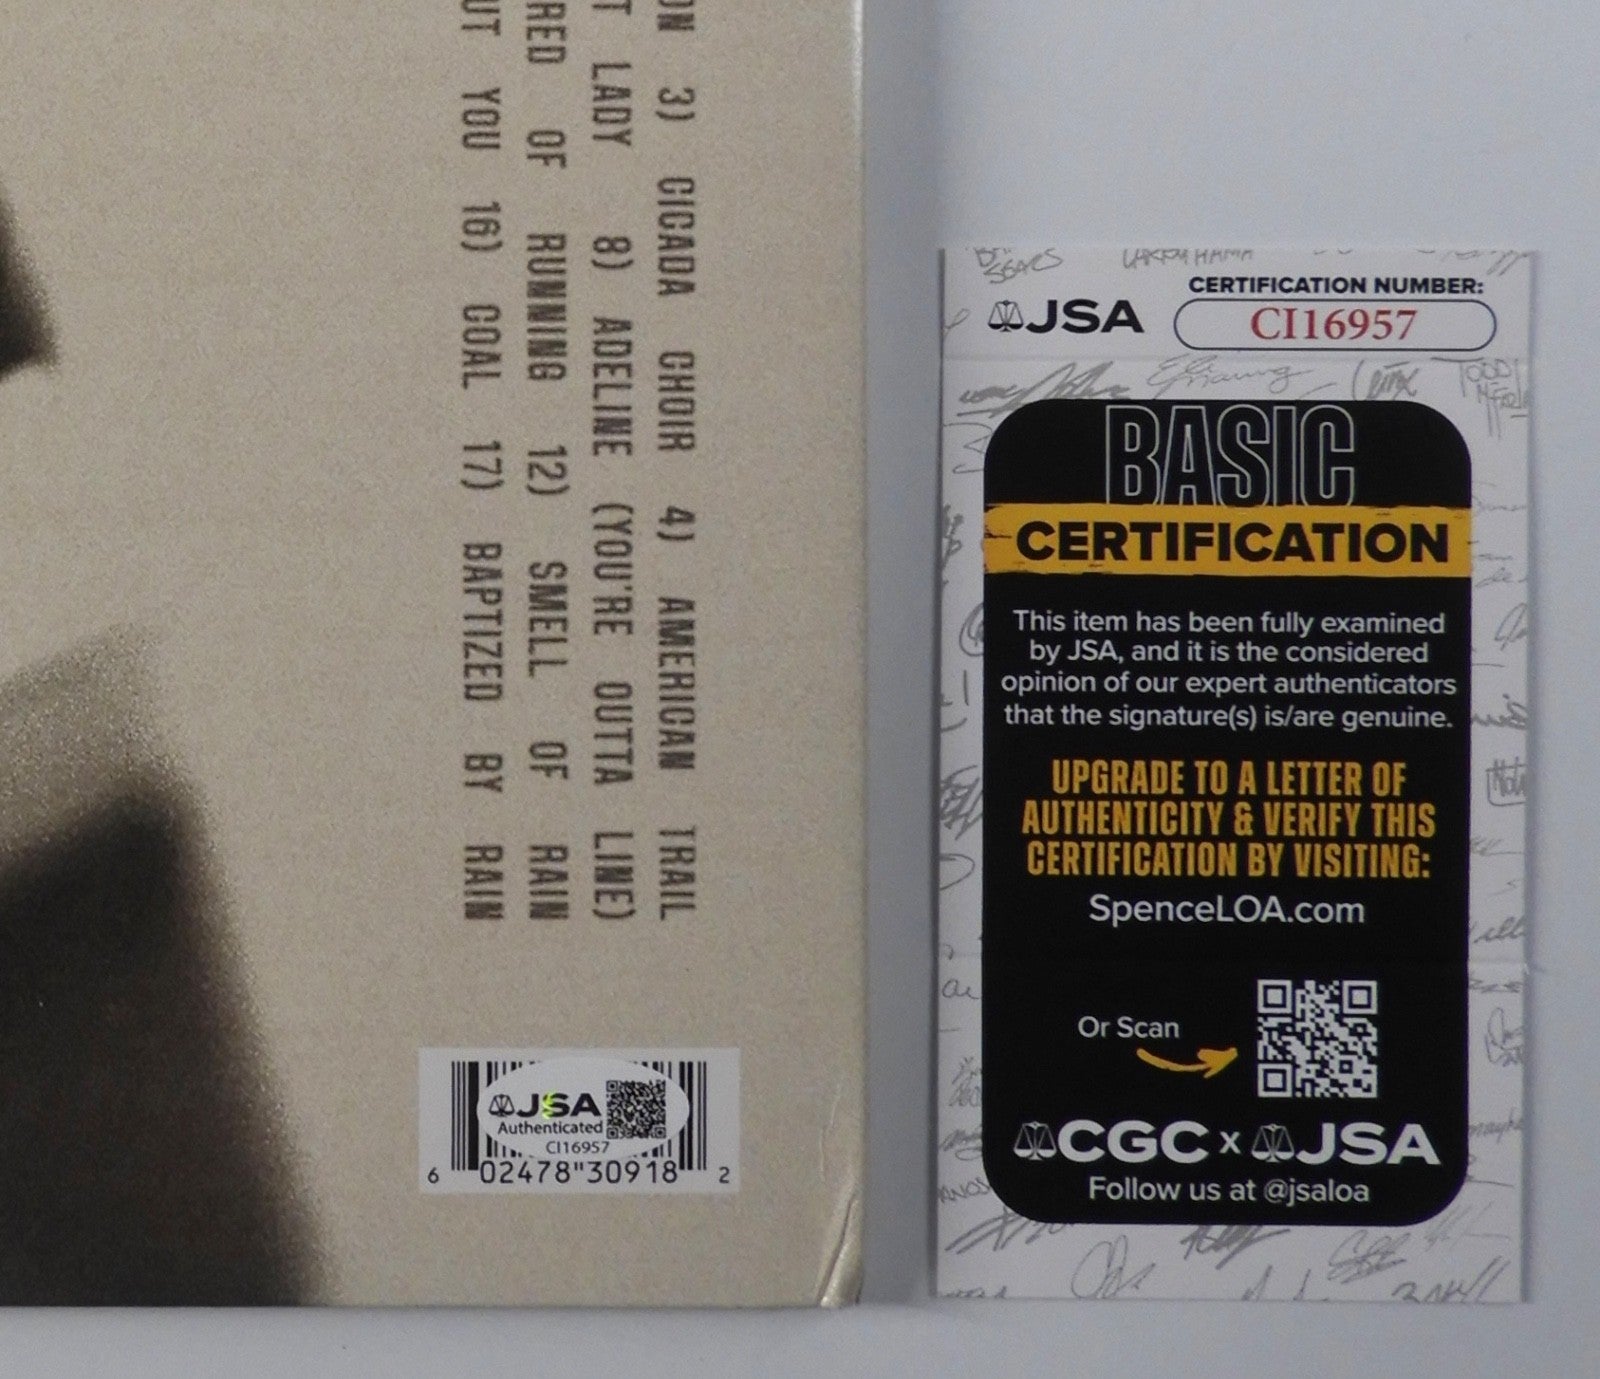 ON 3) CICADA CHOIR 4) AMERICAN TRAIL
T LADY 8) ADELINE (YOU'RE OUTTA LINE)
RED OF RUNNING 12) SMELL OF RAIN
UT YOU 16) COAL 17) BAPTIZED BY RAIN
JSA
Authenticated
CI16957
6 02478"30918 2
JSA
CERTIFICATION NUMBER:
CI16957
BASIC
CERTIFICATION
This item has been fully examined
by JSA, and it is the considered
opinion of our expert authenticators
that the signature(s) is/are genuine.
UPGRADE TO A LETTER OF
AUTHENTICITY & VERIFY THIS
CERTIFICATION BY VISITING:
SpenceLOA.com
Or Scan
CGC x JSA
Follow us at @jsaloa